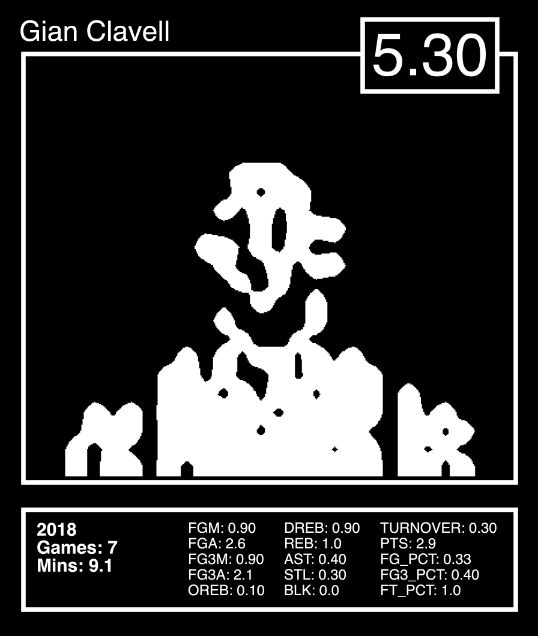 Gian Clavell
5.30
2018
Games: 7
Mins: 9.1
FGM: 0.90
FGA: 2.6
FG3M: 0.90
FG3A: 2.1
OREB: 0.10
DREB: 0.90
REB: 1.0
AST: 0.40
STL: 0.30
BLK: 0.0
TURNOVER: 0.30
PTS: 2.9
FG_PCT: 0.33
FG3_PCT: 0.40
FT_PCT: 1.0